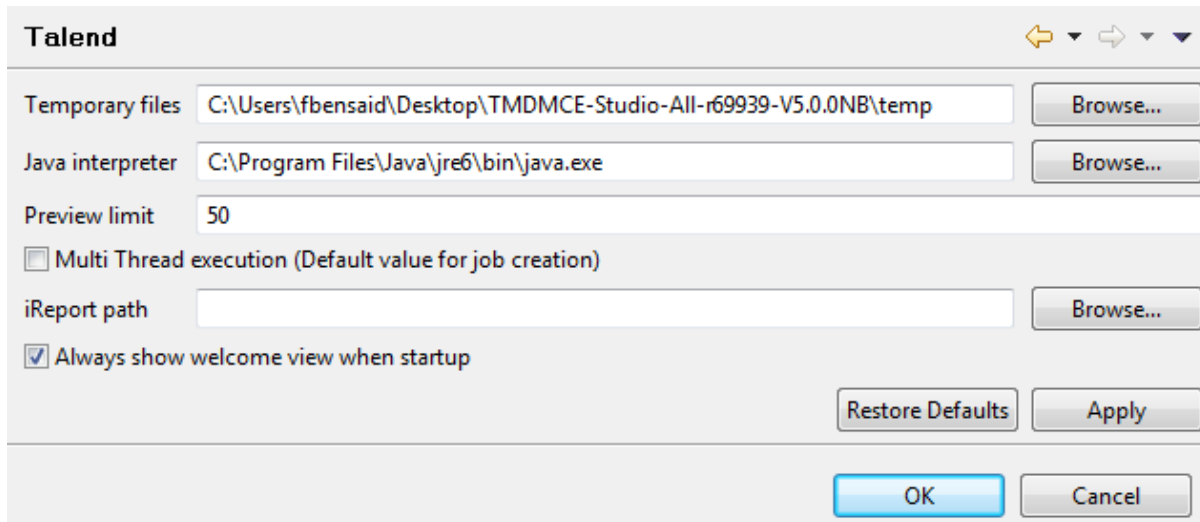 Talend
Temporary files C:\Users\fbensaid\Desktop\TMDMCE-Studio-All-r69939-V5.0.0NB\temp Browse...
Java interpreter C:\Program Files\Java\jre6\bin\java.exe Browse...
Preview limit 50
Multi Thread execution (Default value for job creation)
iReport path Browse...
Always show welcome view when startup
Restore Defaults Apply
OK Cancel